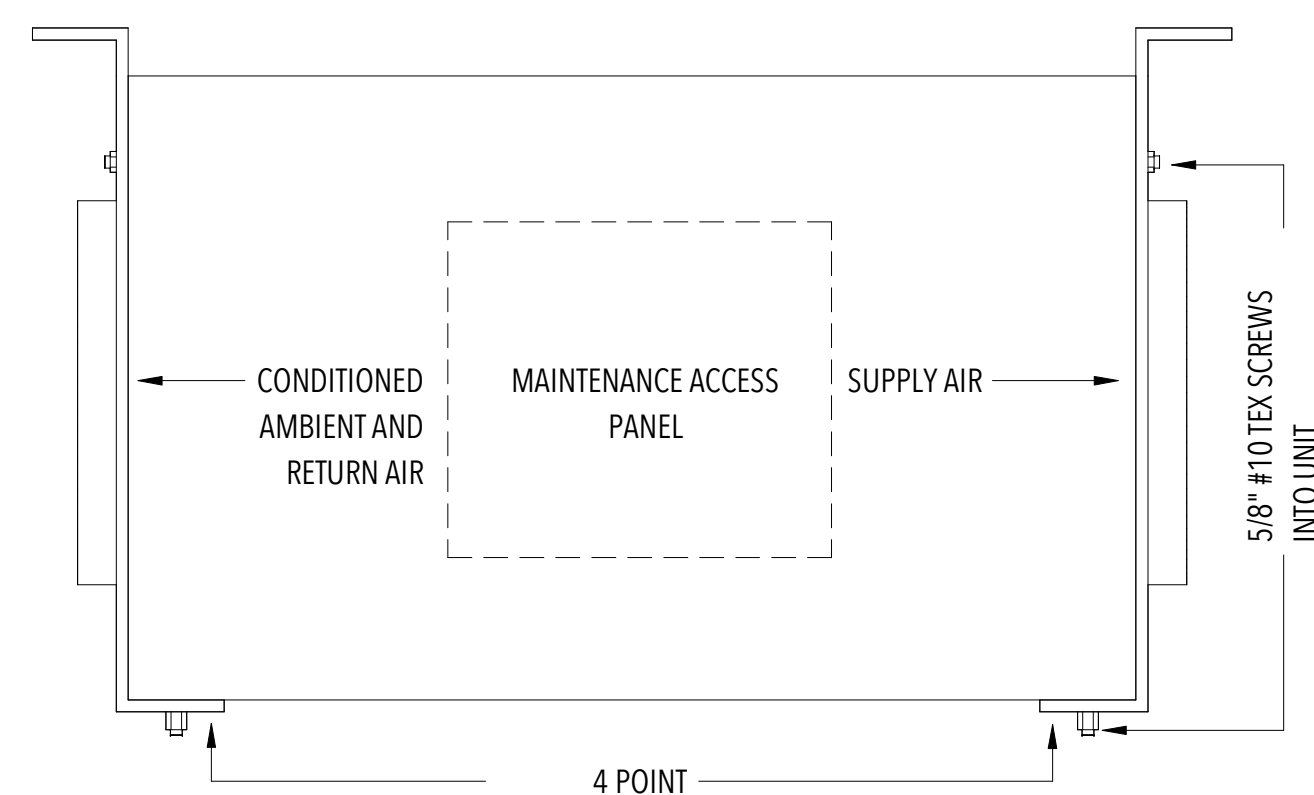 CONDITIONED
AMBIENT AND
RETURN AIR
MAINTENANCE ACCESS
PANEL
SUPPLY AIR
5/8" #10 TEX SCREWS
INTO UNIT
4 POINT